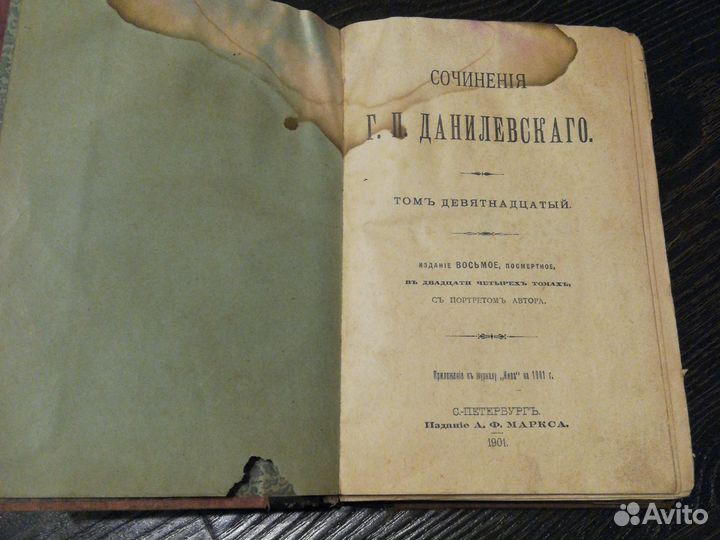 СОЧИНЕНІЯ
Г. П. ДАНИЛЕВСКАГО.
ТОМЪ ДЕВЯТНАДЦАТЫЙ.
ИЗДАНІЕ ВОСЬМОЕ, ПОСМЕРТНОЕ,
ВЪ ДВАДЦАТИ ЧЕТЫРЕХЪ ТОМАХЪ,
СЪ ПОРТРЕТОМЪ АВТОРА.
Приложеніе къ журналу „Нива" на 1901 г.
С.-ПЕТЕРБУРГЪ.
Изданіе А. Ф. МАРКСА.
1901.
Avito